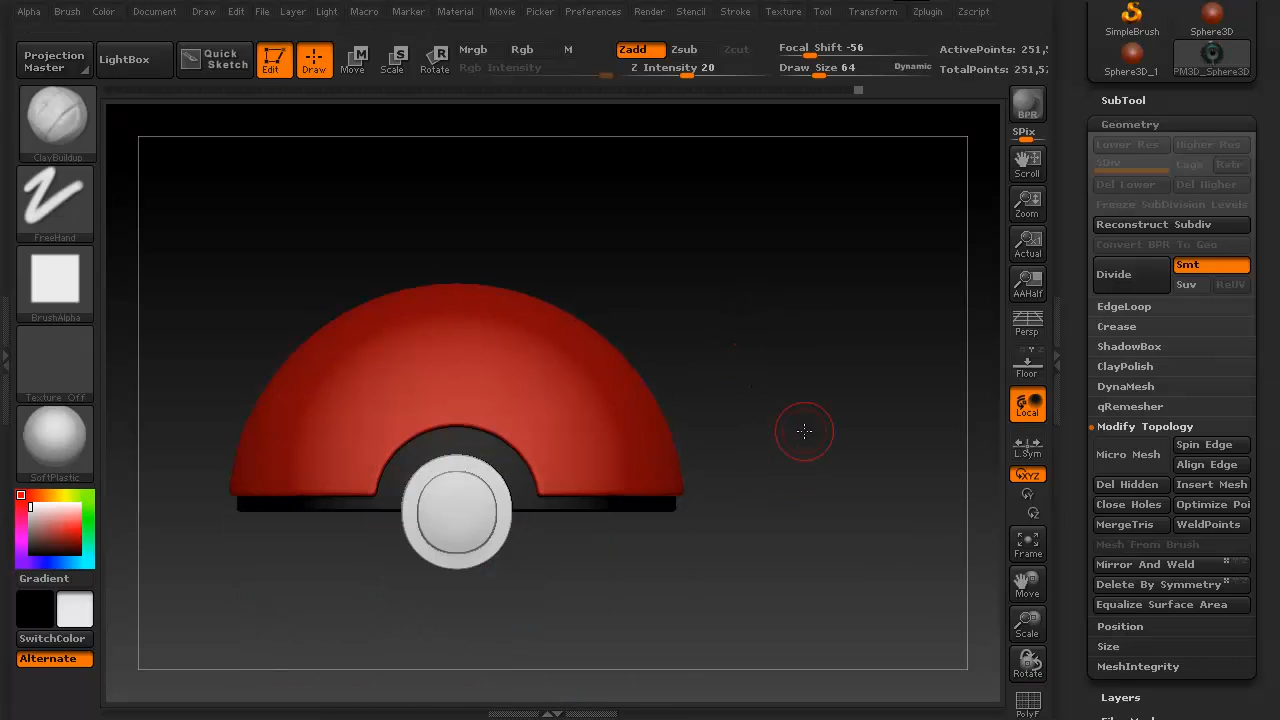 Alpha Brush Color Document Draw Edit File Layer Light Macro Marker Material Movie Picker Preferences Render Stencil Stroke Texture Tool Transform Zplugin Zscript
Projection Master
LightBox
Quick Sketch
Edit
Draw
Move
Scale
Rotate
Mrgb Rgb M
Rgb Intensity
Zadd Zsub Zcut
Z Intensity 20
Focal Shift -56
Draw Size 64
Dynamic
ActivePoints: 251,5
TotalPoints: 251,5
ClayBuildup
FreeHand
BrushAlpha
Texture Off
SoftPlastic
Gradient
SwitchColor
Alternate
BPR
SPix
Scroll
Zoom
Actual
AAHalf
Persp
Floor
Local
L.Sym
XYZ
Frame
Move
Scale
Rotate
PolyF
SimpleBrush
Sphere3D
Sphere3D_1
PM3D_Sphere3D
SubTool
Geometry
Lower Res Higher Res
SDiv Cage Rstr
Del Lower Del Higher
Freeze SubDivision Levels
Reconstruct Subdiv
Convert BPR To Geo
Divide
Smt
Suv RelUV
EdgeLoop
Crease
ShadowBox
ClayPolish
DynaMesh
qRemesher
Modify Topology
Micro Mesh
Spin Edge
Align Edge
Del Hidden Insert Mesh
Close Holes Optimize Poi
MergeTris WeldPoints
Mesh From Brush
Mirror And Weld
Delete By Symmetry
Equalize Surface Area
Position
Size
MeshIntegrity
Layers